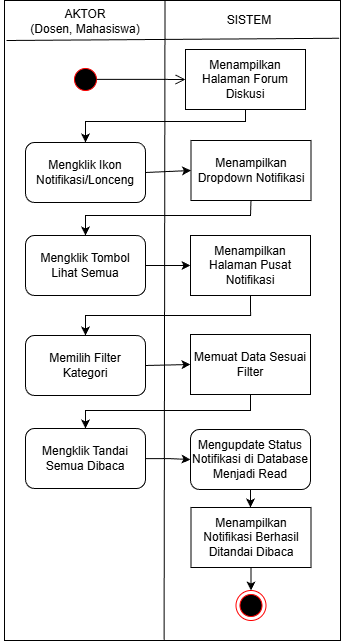 AKTOR
(Dosen, Mahasiswa)
SISTEM
Menampilkan
Halaman Forum
Diskusi
Mengklik Ikon
Notifikasi/Lonceng
Menampilkan
Dropdown Notifikasi
Mengklik Tombol
Lihat Semua
Menampilkan
Halaman Pusat
Notifikasi
Memilih Filter
Kategori
Memuat Data Sesuai
Filter
Mengklik Tandai
Semua Dibaca
Mengupdate Status
Notifikasi di Database
Menjadi Read
Menampilkan
Notifikasi Berhasil
Ditandai Dibaca